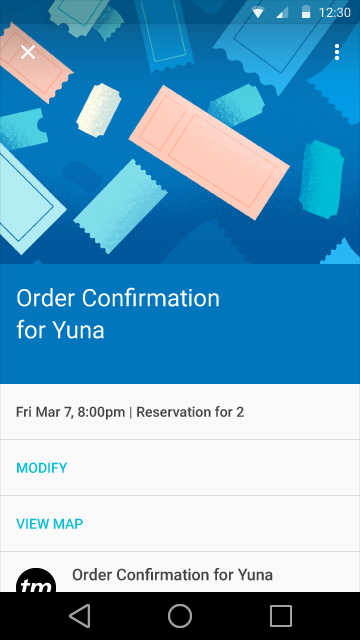 12:30
Order Confirmation
for Yuna
Fri Mar 7, 8:00pm | Reservation for 2
MODIFY
VIEW MAP
Order Confirmation for Yuna
tm